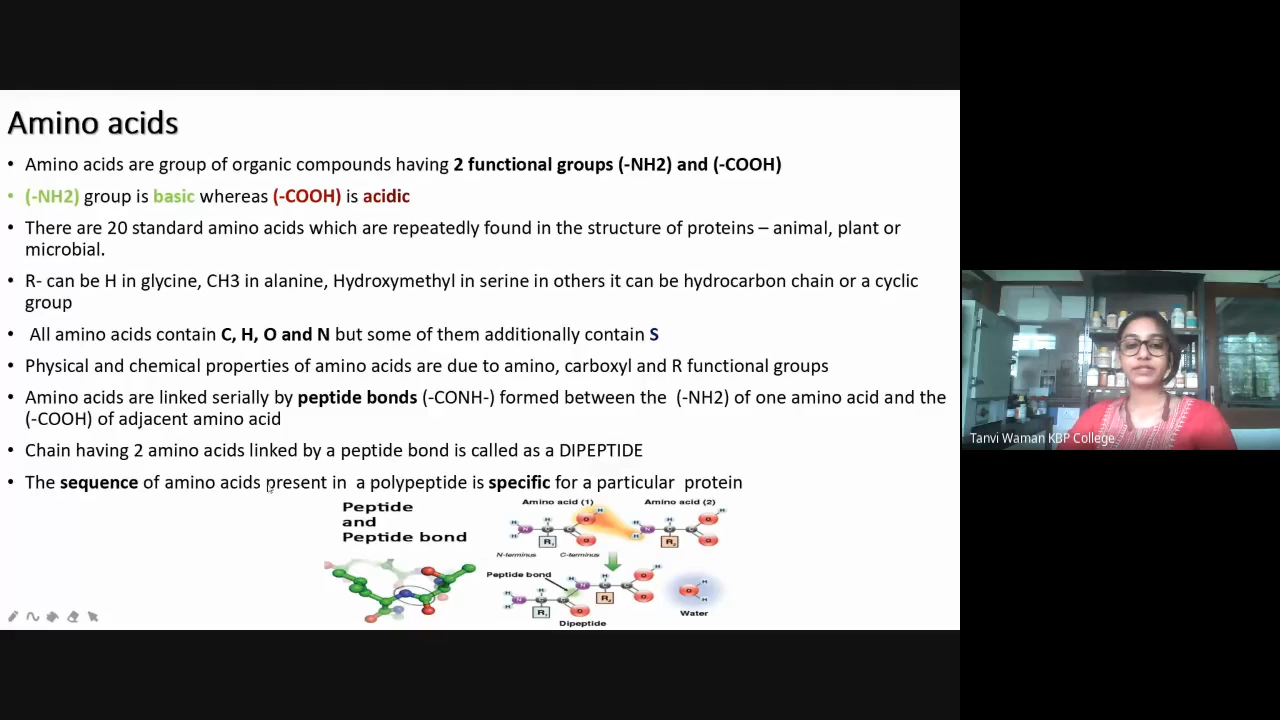 Amino acids
• Amino acids are group of organic compounds having 2 functional groups (-NH2) and (-COOH)
• (-NH2) group is basic whereas (-COOH) is acidic
• There are 20 standard amino acids which are repeatedly found in the structure of proteins – animal, plant or
microbial.
• R- can be H in glycine, CH3 in alanine, Hydroxymethyl in serine in others it can be hydrocarbon chain or a cyclic
group
• All amino acids contain C, H, O and N but some of them additionally contain S
• Physical and chemical properties of amino acids are due to amino, carboxyl and R functional groups
• Amino acids are linked serially by peptide bonds (-CONH-) formed between the (-NH2) of one amino acid and the
(-COOH) of adjacent amino acid
• Chain having 2 amino acids linked by a peptide bond is called as a DIPEPTIDE
• The sequence of amino acids present in a polypeptide is specific for a particular protein
Peptide
and
Peptide bond
Amino acid (1) Amino acid (2)
N-terminus C-terminus
Peptide bond
Dipeptide
Water
Tanvi Waman KBP College